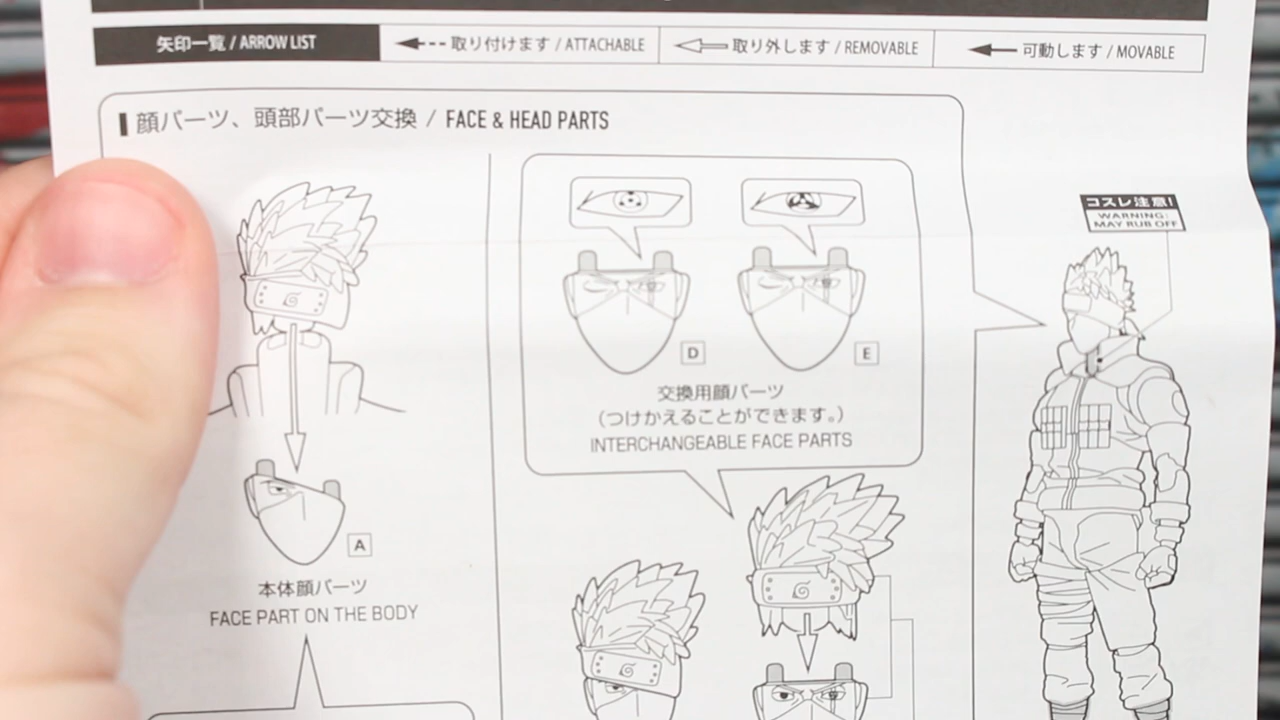 矢印一覧 / ARROW LIST
取り付けます / ATTACHABLE
取り外します / REMOVABLE
可動します / MOVABLE
顔パーツ、頭部パーツ交換 / FACE & HEAD PARTS
コスレ注意!
WARNING:
MAY RUB OFF
D
E
交換用顔パーツ
（つけかえることができます。）
INTERCHANGEABLE FACE PARTS
A
本体顔パーツ
FACE PART ON THE BODY